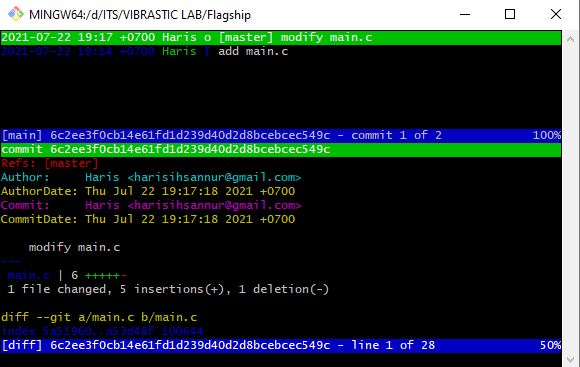 MINGW64:/d/ITS/VIBRASTIC LAB/Flagship
2021-07-22 19:17 +0700 Haris o [master] modify main.c
2021-07-22 19:14 +0700 Haris I add main.c
[main] 6c2ee3f0cb14e61fd1d239d40d2d8bcebcec549c - commit 1 of 2 100%
commit 6c2ee3f0cb14e61fd1d239d40d2d8bcebcec549c
Refs: [master]
Author: Haris <harisihsannur@gmail.com>
AuthorDate: Thu Jul 22 19:17:18 2021 +0700
Commit: Haris <harisihsannur@gmail.com>
CommitDate: Thu Jul 22 19:17:18 2021 +0700
modify main.c
---
main.c | 6 +++++-
1 file changed, 5 insertions(+), 1 deletion(-)
diff --git a/main.c b/main.c
index 5a51960..a53d48f 100644
[diff] 6c2ee3f0cb14e61fd1d239d40d2d8bcebcec549c - line 1 of 28 50%